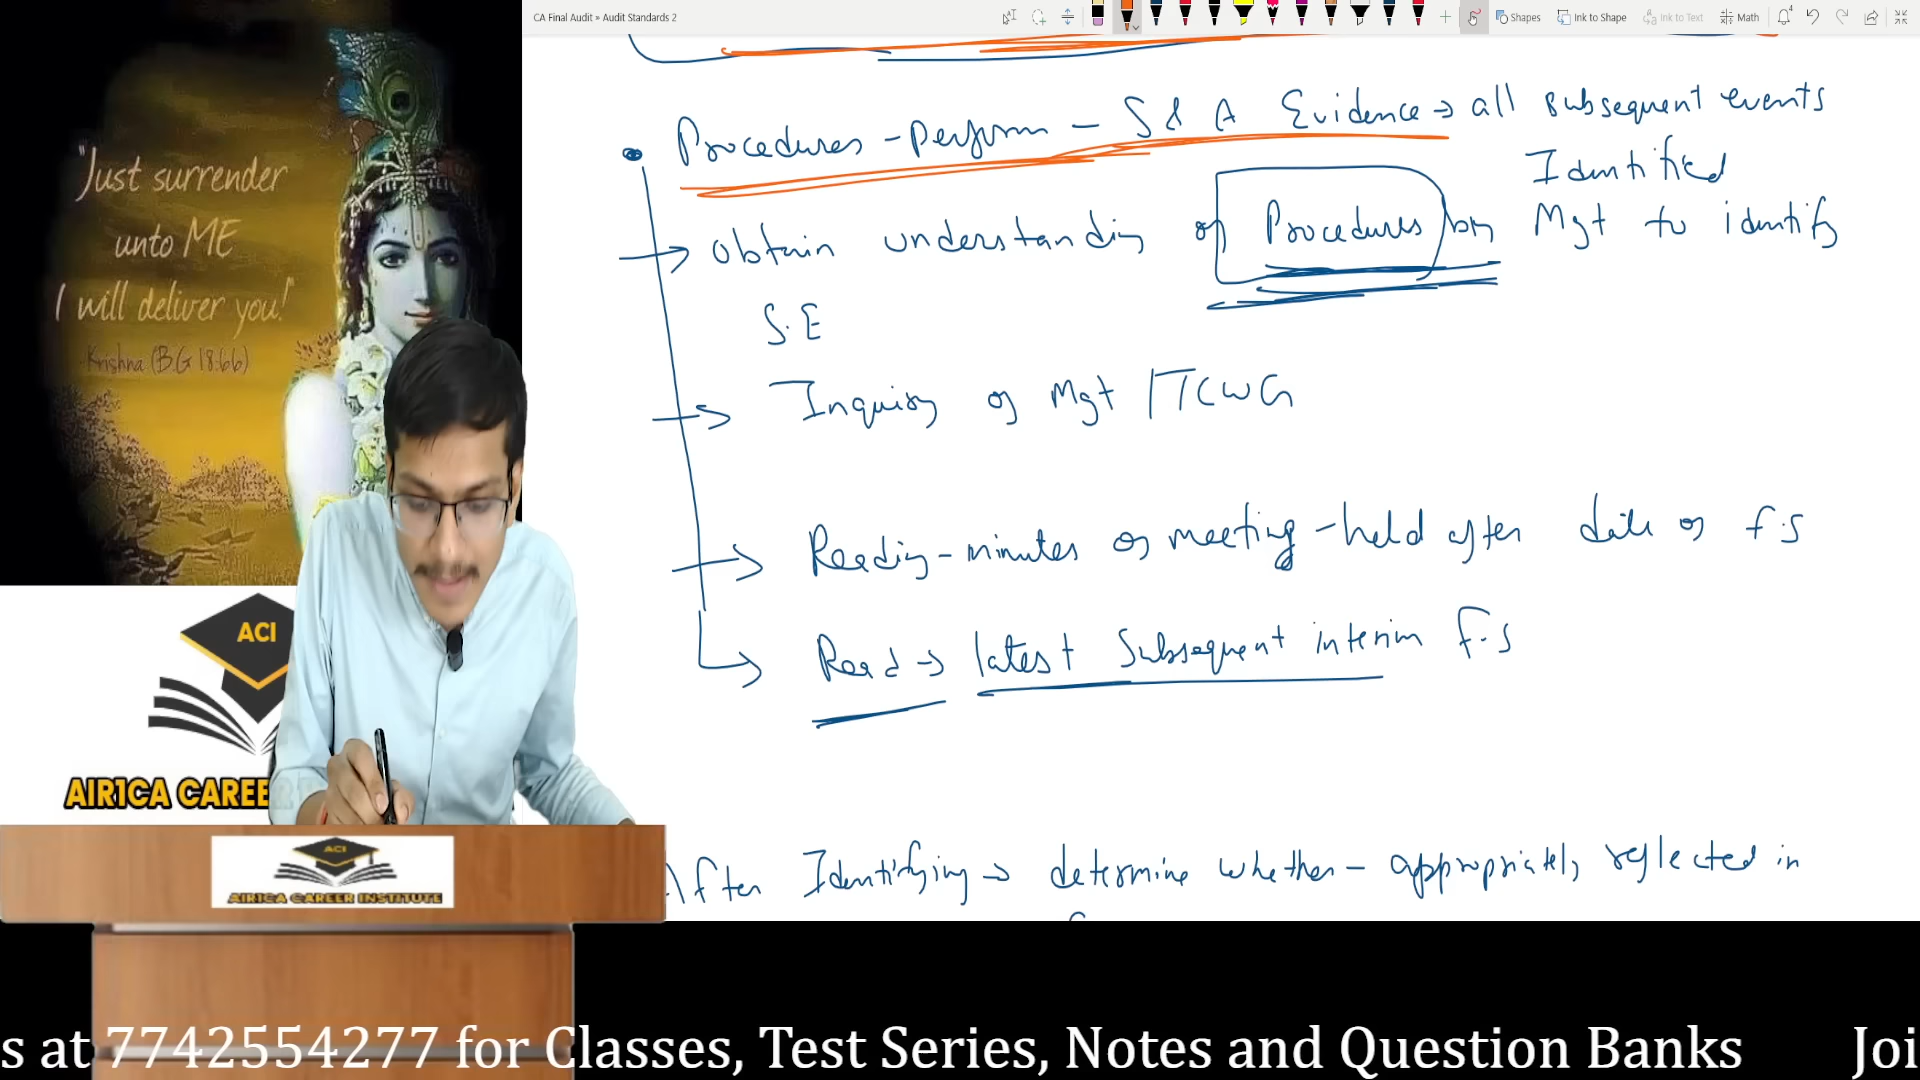 CA Final Audit » Audit Standards 2
Shapes
Ink to Shape
Ink to Text
Math
"Just surrender
unto ME
I will deliver you!"
- Krishna (B.G 18:66)
Procedures - perform - S & A Evidence → all subsequent events
Identified
→ obtain understanding of Procedures by Mgt to identify
S.E
→ Inquiry of Mgt / TCWG
→ Reading - minutes of meeting - held after date of F.S
→ Read → latest subsequent interim F.S
After Identifying → determine whether - appropriately reflected in
ACI
AIR1CA CAREE
ACI
AIR1CA CAREER INSTITUTE
s at 7742554277 for Classes, Test Series, Notes and Question Banks Joi